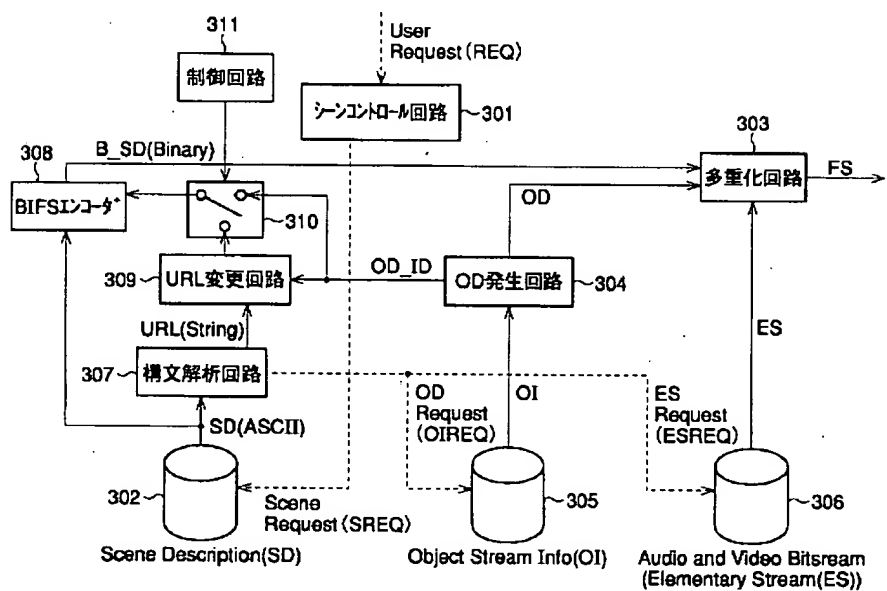 311
制御回路
User
Request(REQ)
シーンコントロール回路
301
303
308
B_SD(Binary)
多重化回路
FS
BIFSエンコーダ
310
OD
309
URL変更回路
OD_ID
OD発生回路
304
URL(String)
ES
307
構文解析回路
OD
Request
(OIREQ)
OI
ES
Request
(ESREQ)
SD(ASCII)
302
Scene
Request(SREQ)
305
306
Scene Description(SD)
Object Stream Info(OI)
Audio and Video Bitsream
(Elementary Stream(ES))